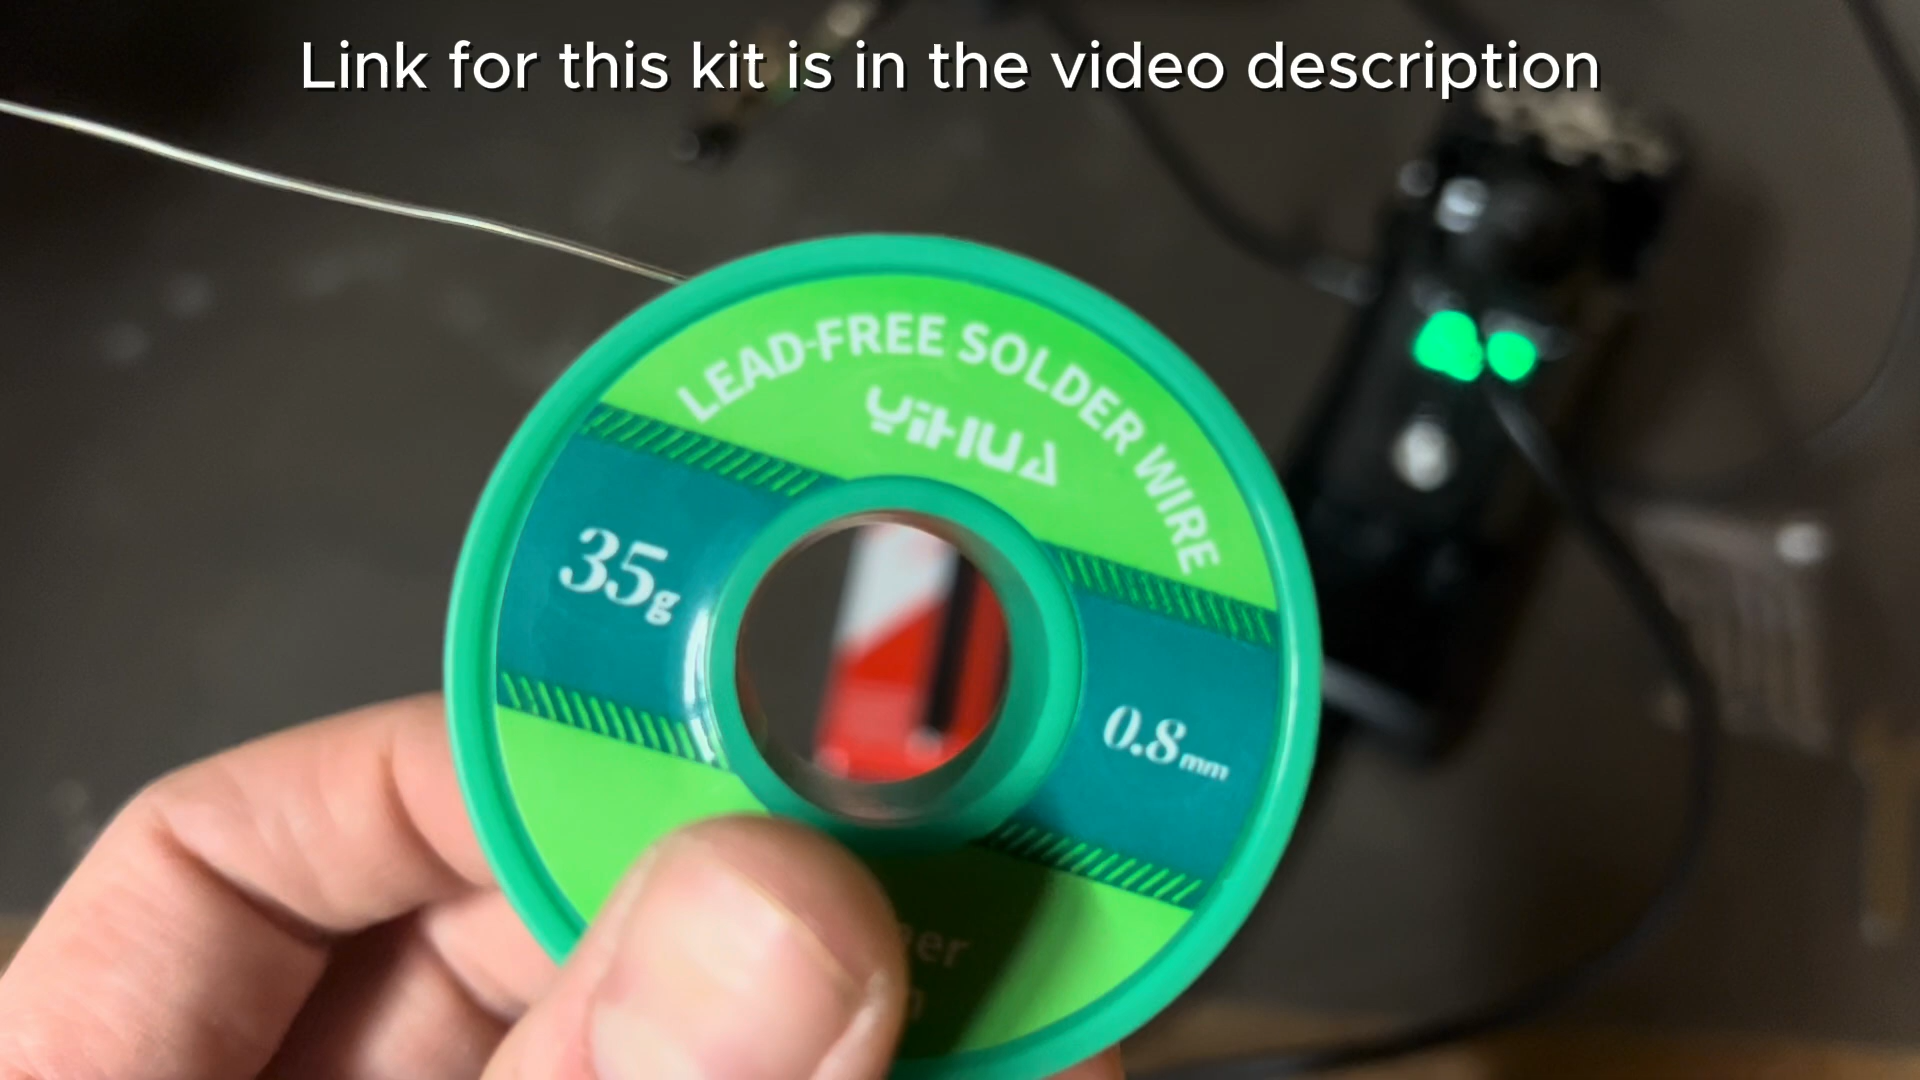 Link for this kit is in the video description
LEAD-FREE SOLDER WIRE
YIHUA
35g
0.8mm